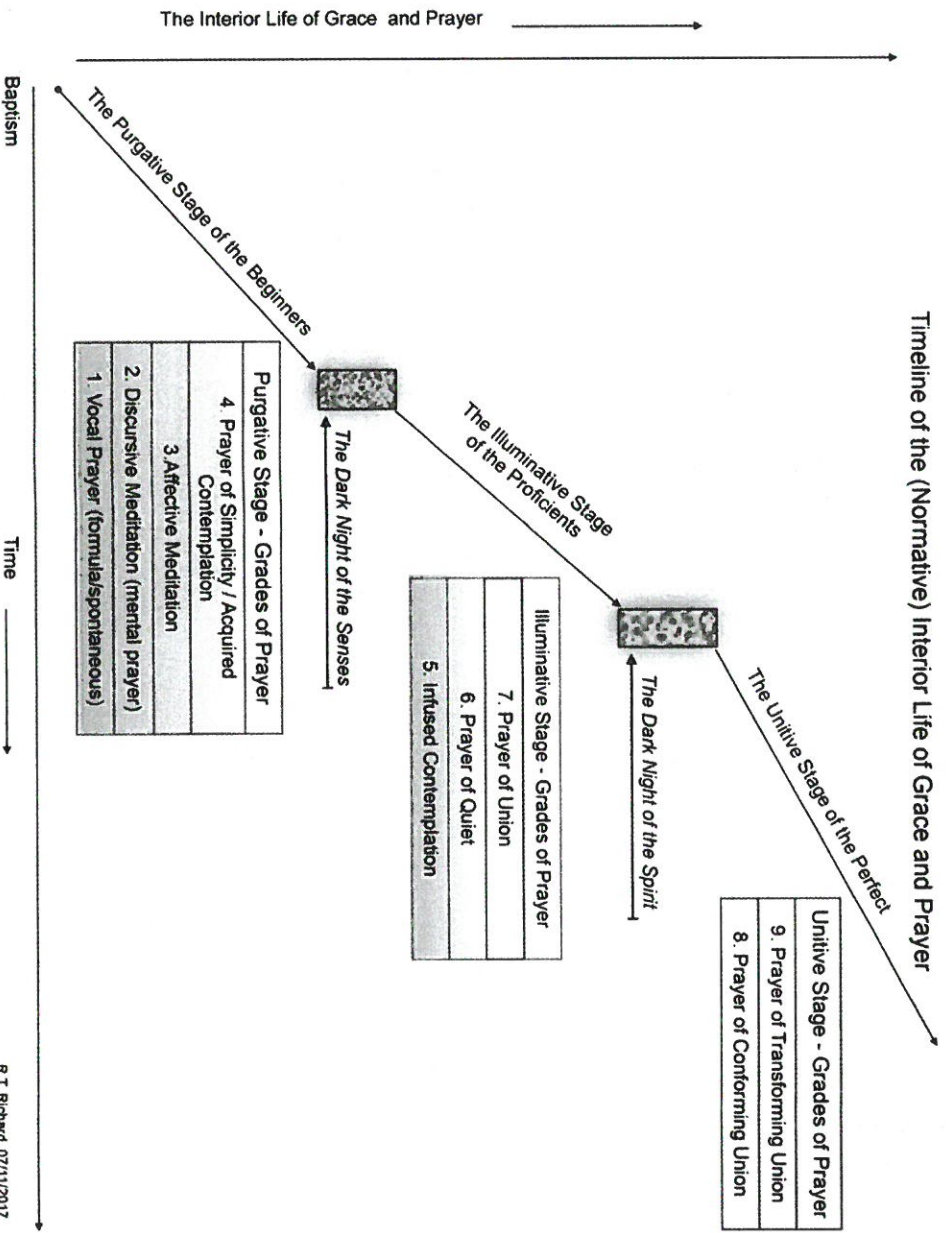 Timeline of the (Normative) Interior Life of Grace and Prayer
The Interior Life of Grace and Prayer
The Unitive Stage of the Perfect
Unitive Stage - Grades of Prayer
9. Prayer of Transforming Union
8. Prayer of Conforming Union
The Dark Night of the Spirit
The Illuminative Stage
of the Proficients
Illuminative Stage - Grades of Prayer
7. Prayer of Union
6. Prayer of Quiet
5. Infused Contemplation
The Dark Night of the Senses
The Purgative Stage of the Beginners
Purgative Stage - Grades of Prayer
4. Prayer of Simplicity / Acquired
Contemplation
3.Affective Meditation
2. Discursive Meditation (mental prayer)
1. Vocal Prayer (formula/spontaneous)
Baptism
Time
R.T. Richard 07/11/2017